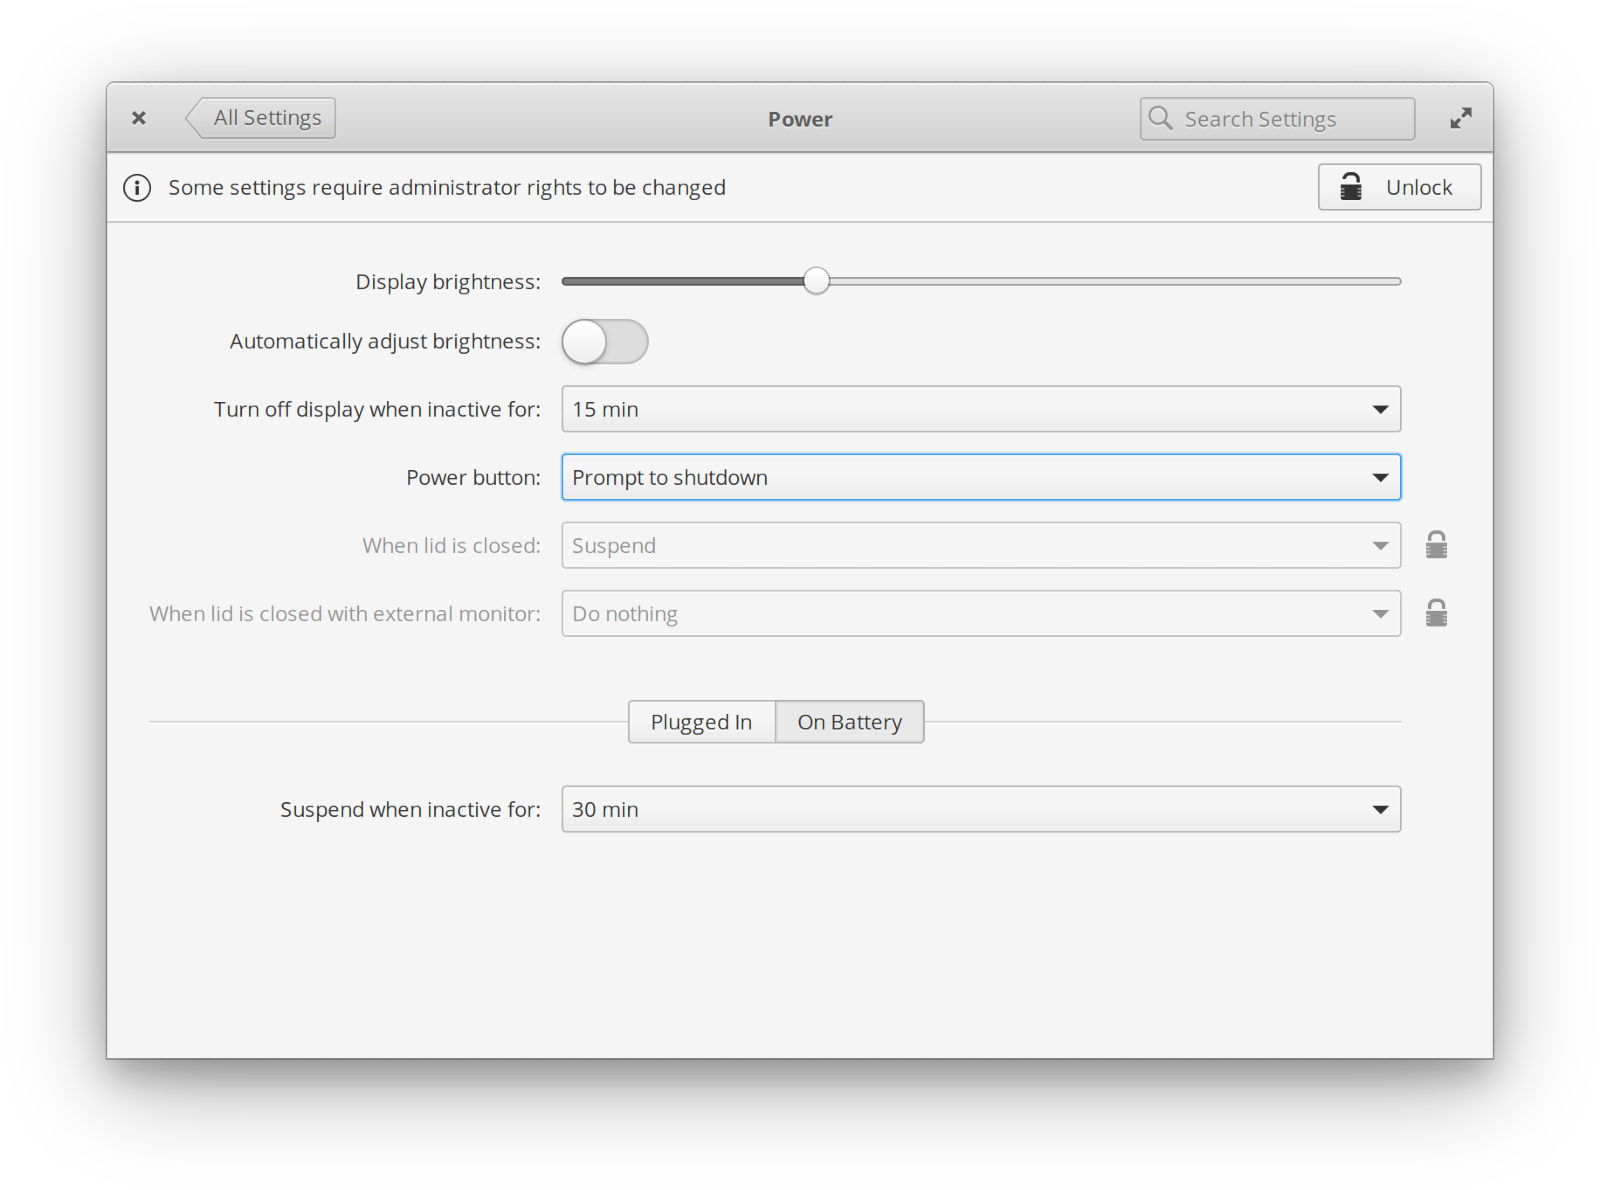 All Settings
Power
Search Settings
Some settings require administrator rights to be changed
Unlock
Display brightness:
Automatically adjust brightness:
Turn off display when inactive for: 15 min
Power button: Prompt to shutdown
When lid is closed: Suspend
When lid is closed with external monitor: Do nothing
Plugged In
On Battery
Suspend when inactive for: 30 min